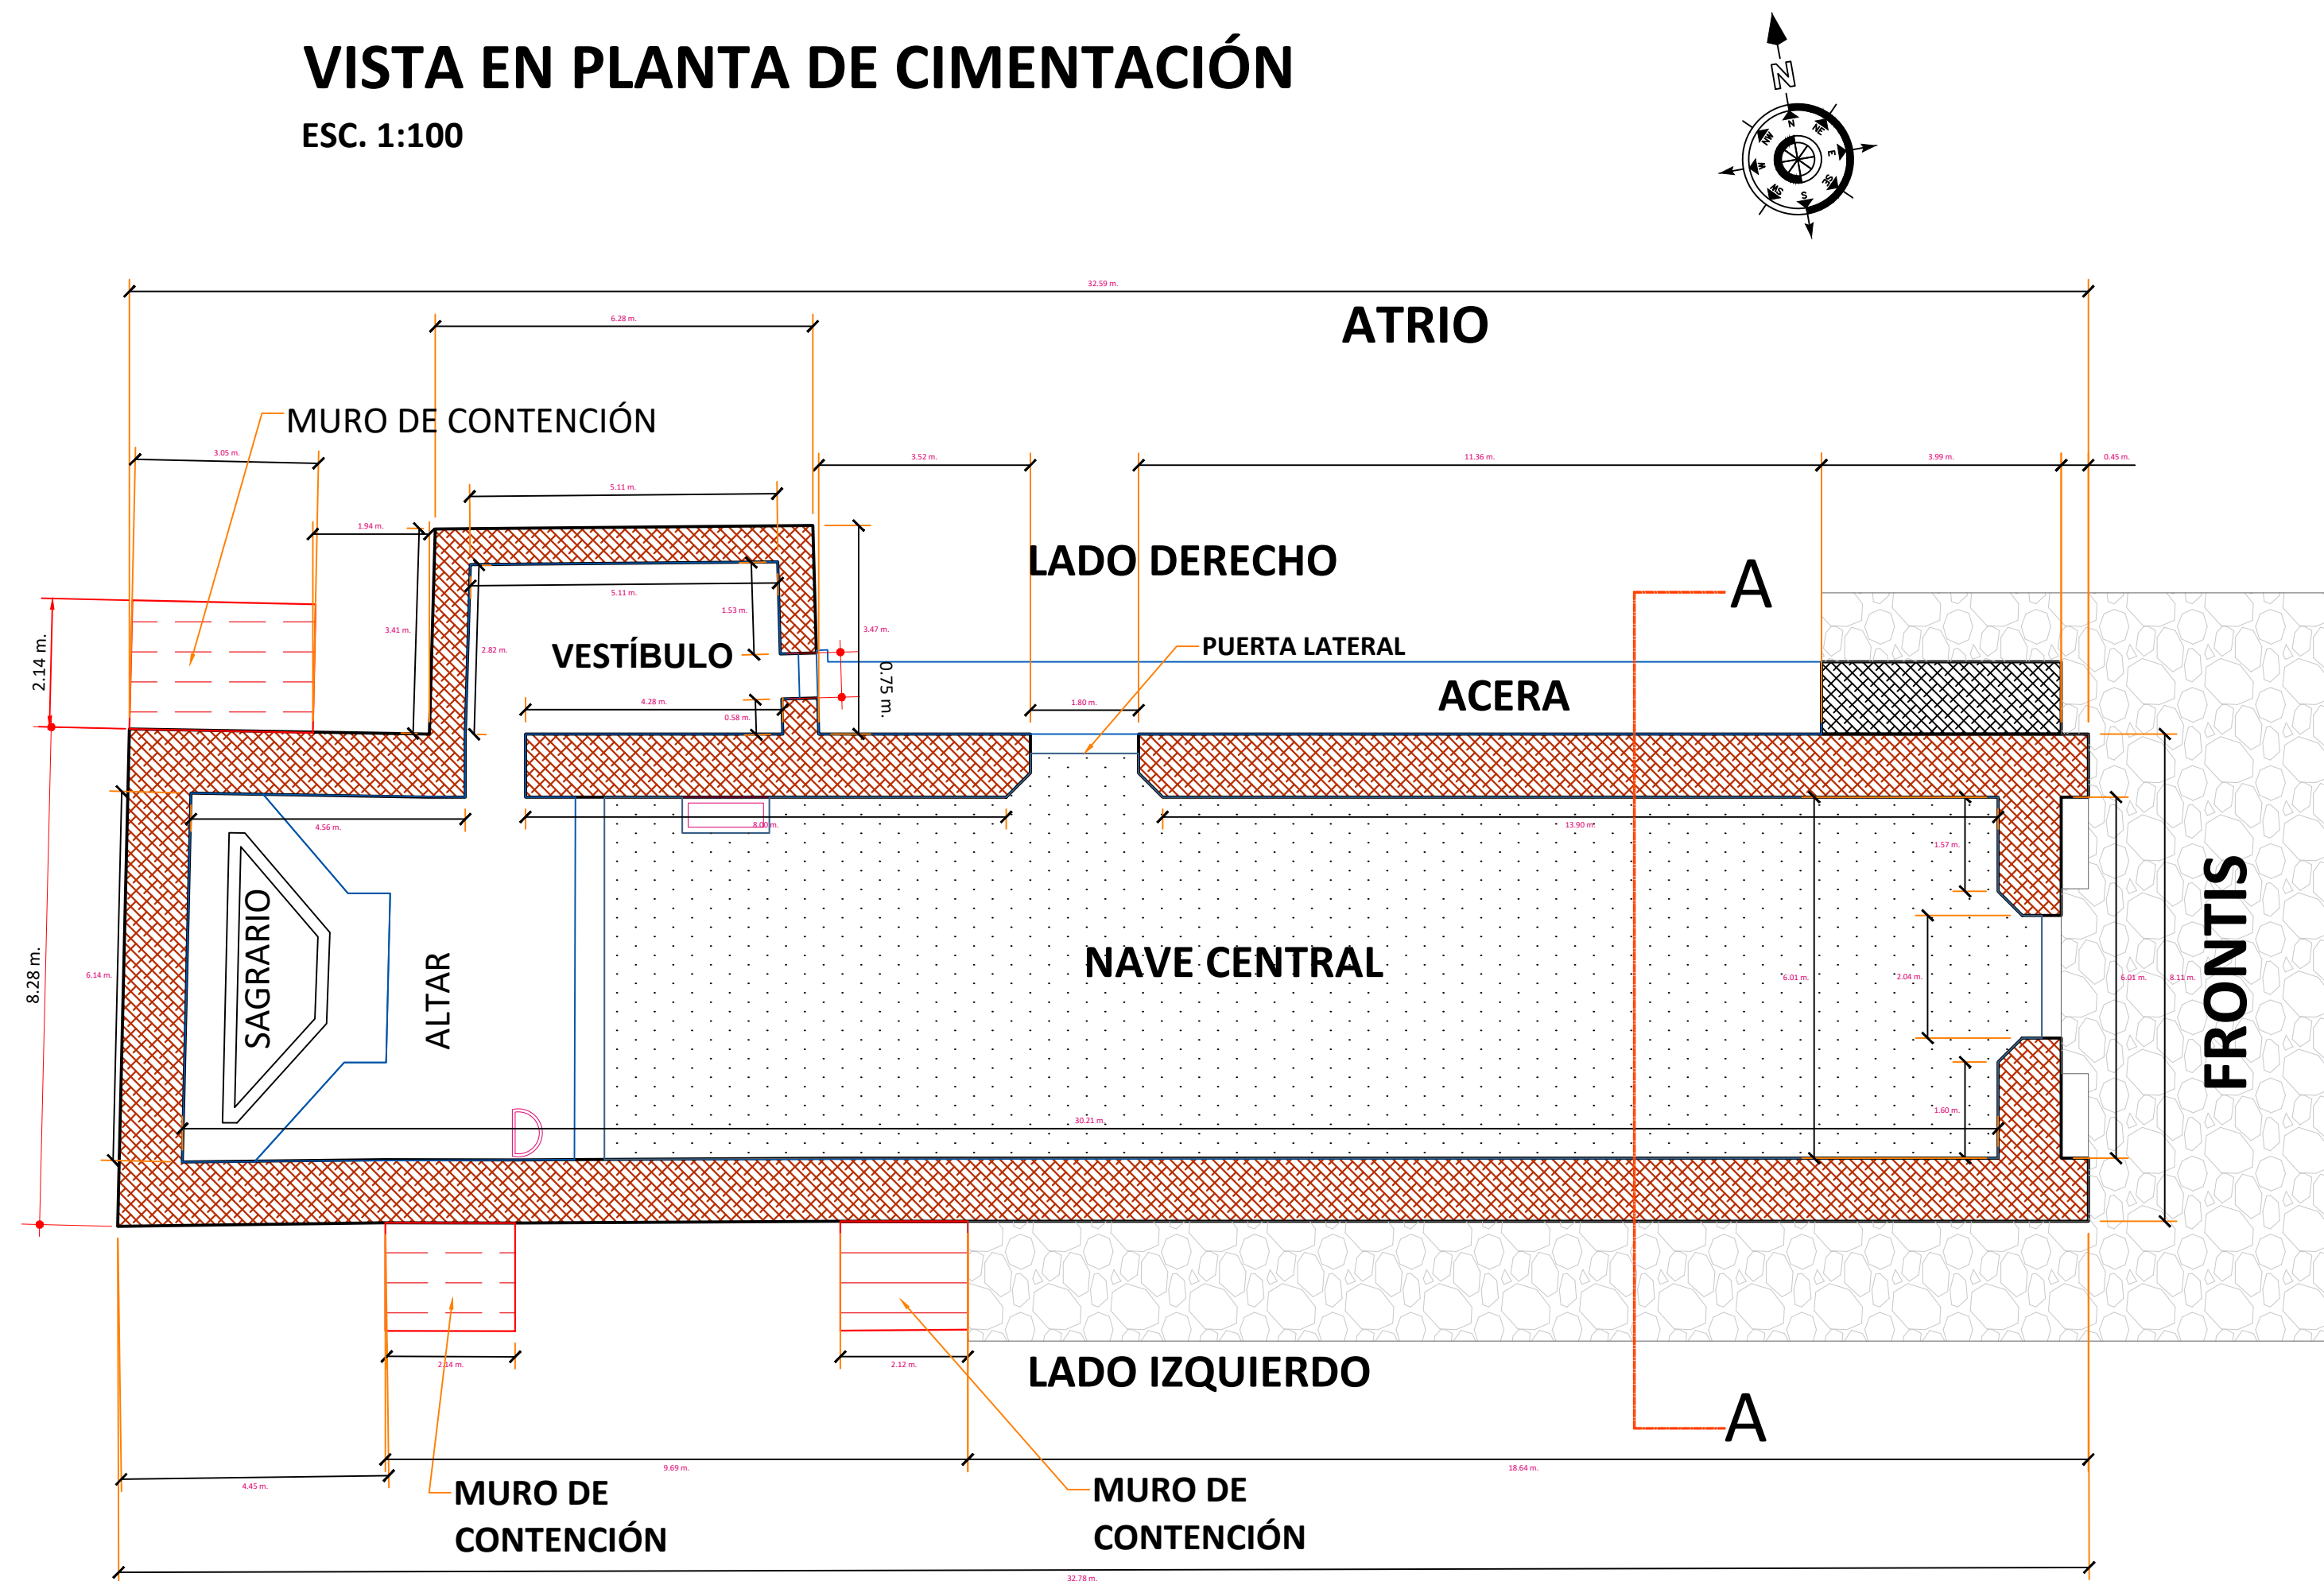 VISTA EN PLANTA DE CIMENTACIÓN
ESC. 1:100
N
N
NE
E
SE
S
SW
W
NW
32.59 m.
ATRIO
6.28 m.
MURO DE CONTENCIÓN
3.05 m.
3.52 m.
11.36 m.
3.99 m.
0.45 m.
5.11 m.
1.94 m.
LADO DERECHO
A
5.11 m.
1.53 m.
3.41 m.
3.47 m.
2.82 m.
VESTÍBULO
PUERTA LATERAL
2.14 m.
0.75 m.
ACERA
4.28 m.
0.58 m.
1.80 m.
4.56 m.
8.00 m.
13.90 m.
1.57 m.
SAGRARIO
ALTAR
NAVE CENTRAL
FRONTIS
8.28 m.
6.14 m.
6.01 m.
2.04 m.
6.01 m.
8.11 m.
30.21 m.
1.60 m.
2.14 m.
2.12 m.
LADO IZQUIERDO
A
9.69 m.
18.64 m.
4.45 m.
MURO DE
CONTENCIÓN
MURO DE
CONTENCIÓN
32.78 m.